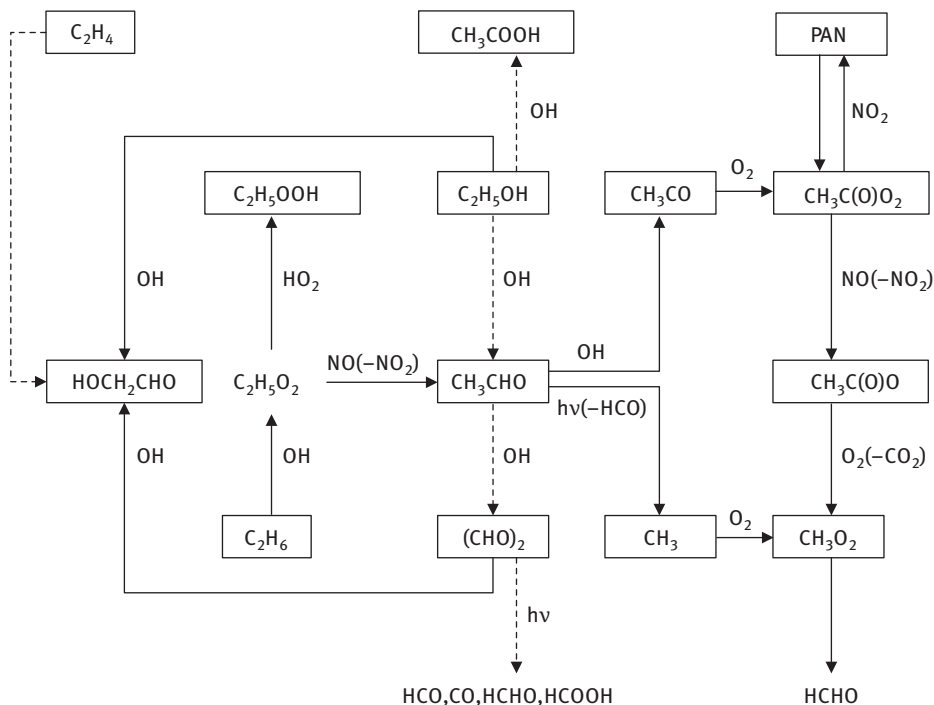 C₂H₄
CH₃COOH
PAN
OH
NO₂
O₂
C₂H₅OOH
C₂H₅OH
CH₃CO
CH₃C(O)O₂
OH
HO₂
OH
NO(–NO₂)
NO(–NO₂)
OH
HOCH₂CHO
C₂H₅O₂
CH₃CHO
CH₃C(O)O
hν(–HCO)
OH
OH
OH
O₂(–CO₂)
O₂
C₂H₆
(CHO)₂
CH₃
CH₃O₂
hν
HCO,CO,HCHO,HCOOH
HCHO